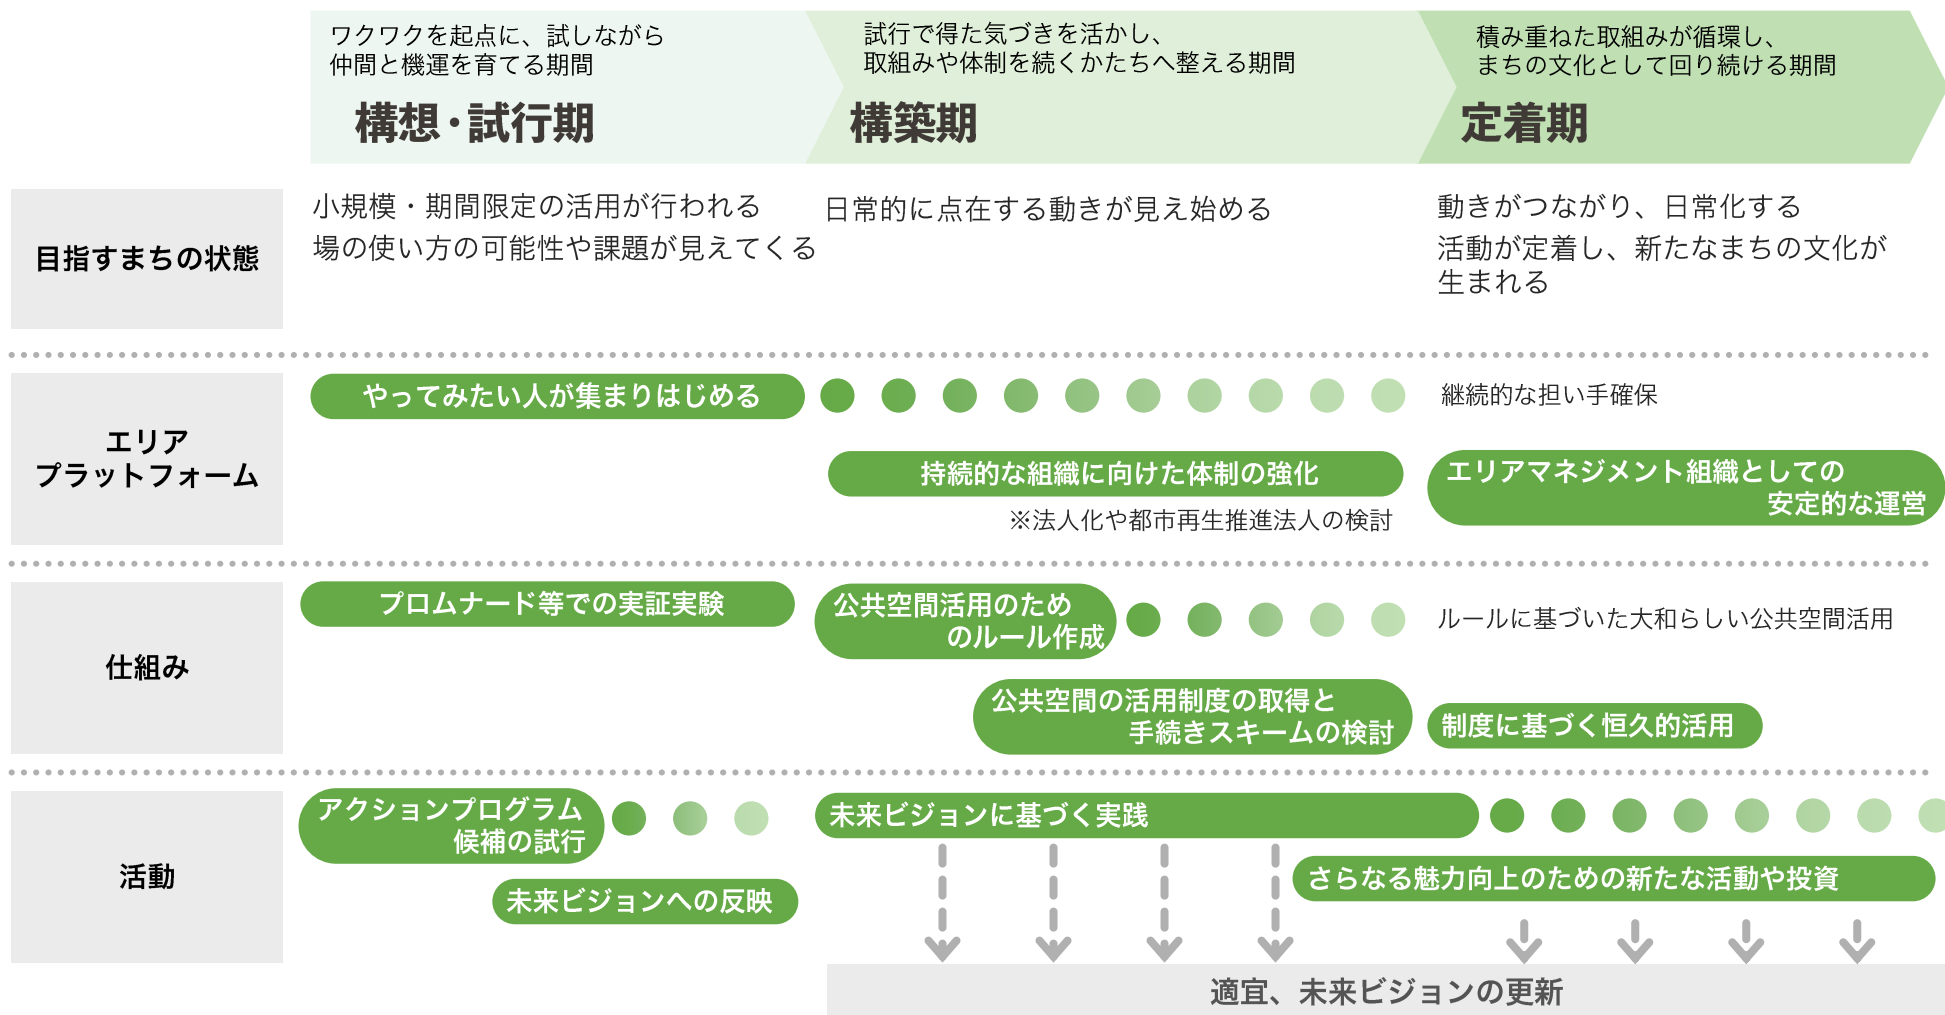 ワクワクを起点に、試しながら
仲間と機運を育てる期間
構想・試行期
試行で得た気づきを活かし、
取組みや体制を続くかたちへ整える期間
構築期
積み重ねた取組みが循環し、
まちの文化として回り続ける期間
定着期
目指すまちの状態
小規模・期間限定の活用が行われる
場の使い方の可能性や課題が見えてくる
日常的に点在する動きが見え始める
動きがつながり、日常化する
活動が定着し、新たなまちの文化が
生まれる
エリア
プラットフォーム
やってみたい人が集まりはじめる
継続的な担い手確保
持続的な組織に向けた体制の強化
※法人化や都市再生推進法人の検討
エリアマネジメント組織としての
安定的な運営
仕組み
プロムナード等での実証実験
公共空間活用のため
のルール作成
ルールに基づいた大和らしい公共空間活用
公共空間の活用制度の取得と
手続きスキームの検討
制度に基づく恒久的活用
活動
アクションプログラム
候補の試行
未来ビジョンへの反映
未来ビジョンに基づく実践
さらなる魅力向上のための新たな活動や投資
適宜、未来ビジョンの更新